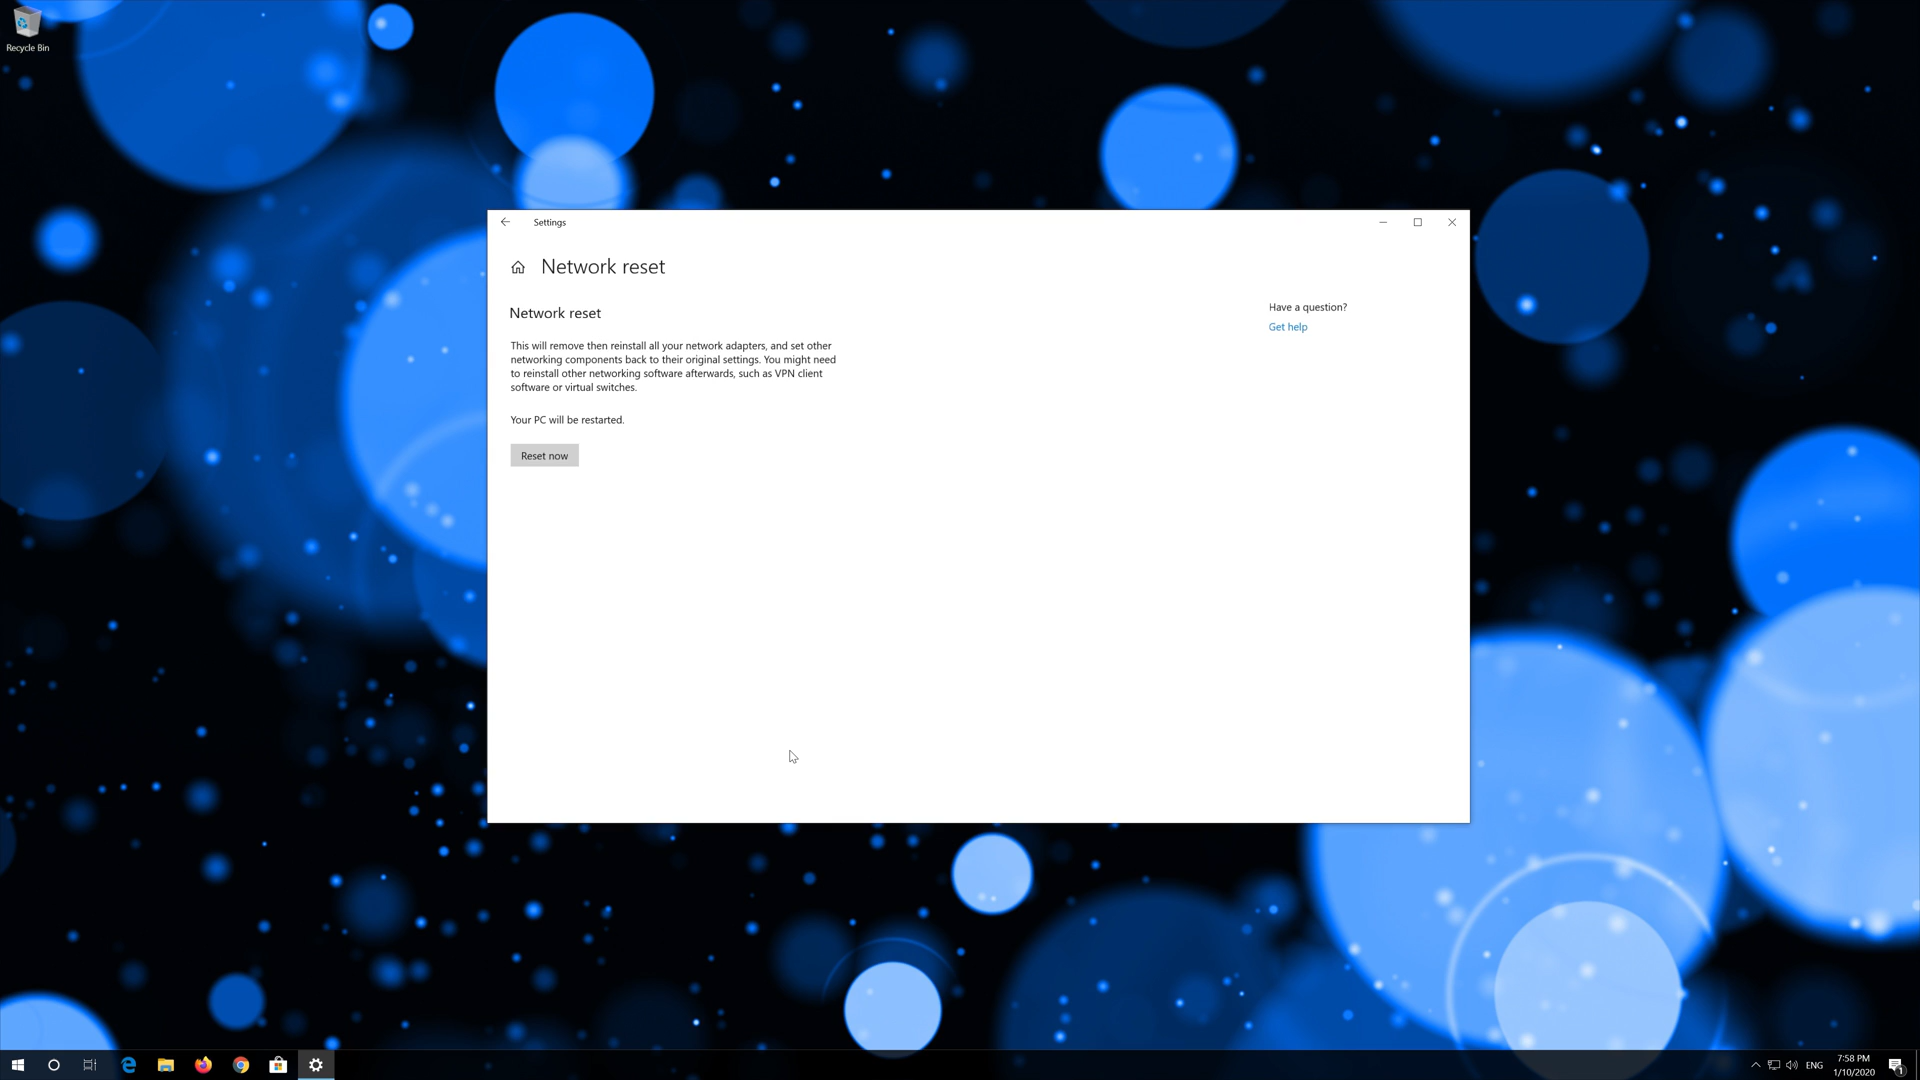 Recycle Bin
Settings
Network reset
Network reset
This will remove then reinstall all your network adapters, and set other
networking components back to their original settings. You might need
to reinstall other networking software afterwards, such as VPN client
software or virtual switches.
Your PC will be restarted.
Reset now
Have a question?
Get help
ENG
7:58 PM
1/10/2020
1